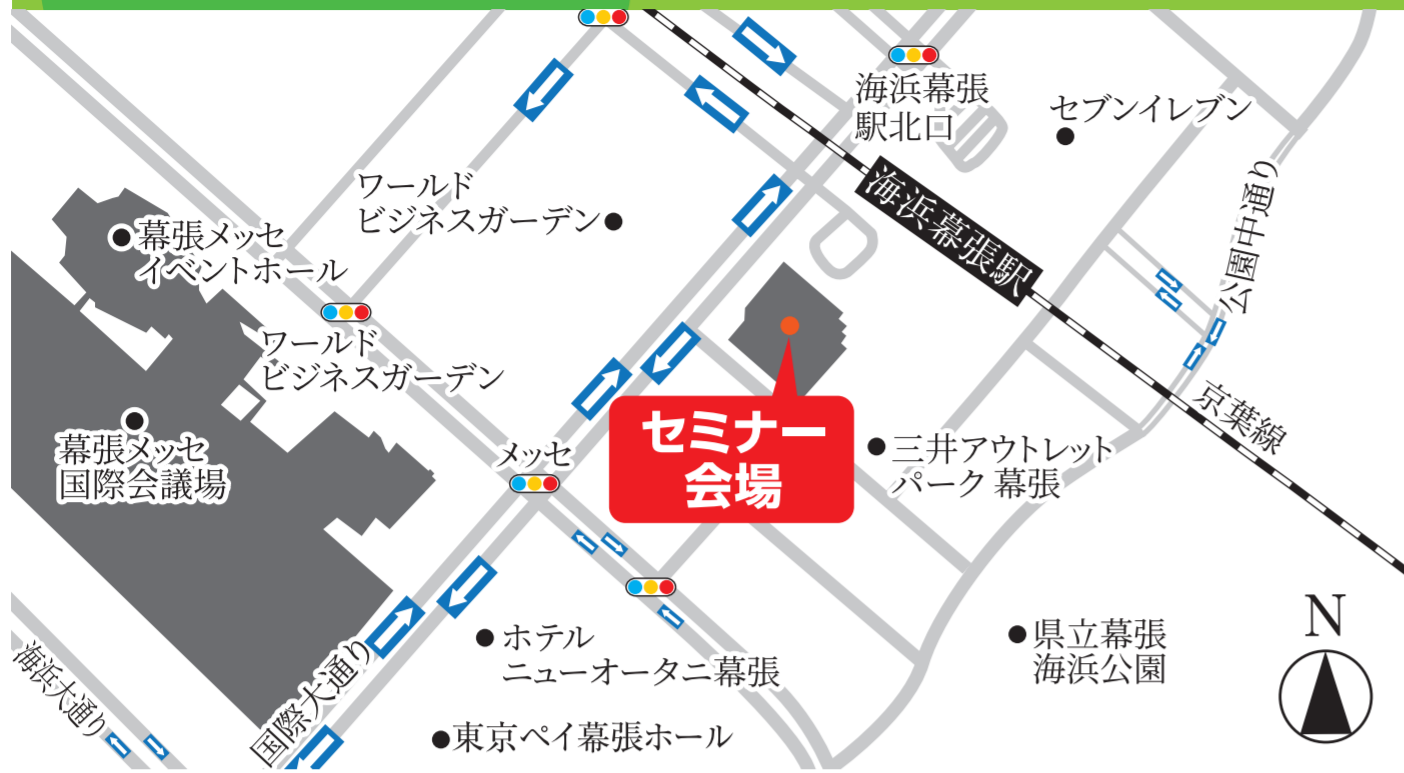 海浜幕張
駅北口
セブンイレブン
ワールド
ビジネスガーデン
海浜幕張駅
公園中通り
幕張メッセ
イベントホール
ワールド
ビジネスガーデン
京葉線
セミナー
会場
幕張メッセ
国際会議場
メッセ
三井アウトレット
パーク 幕張
N
ホテル
ニューオータニ幕張
県立幕張
海浜公園
海浜大通り
国際大通り
東京ベイ幕張ホール